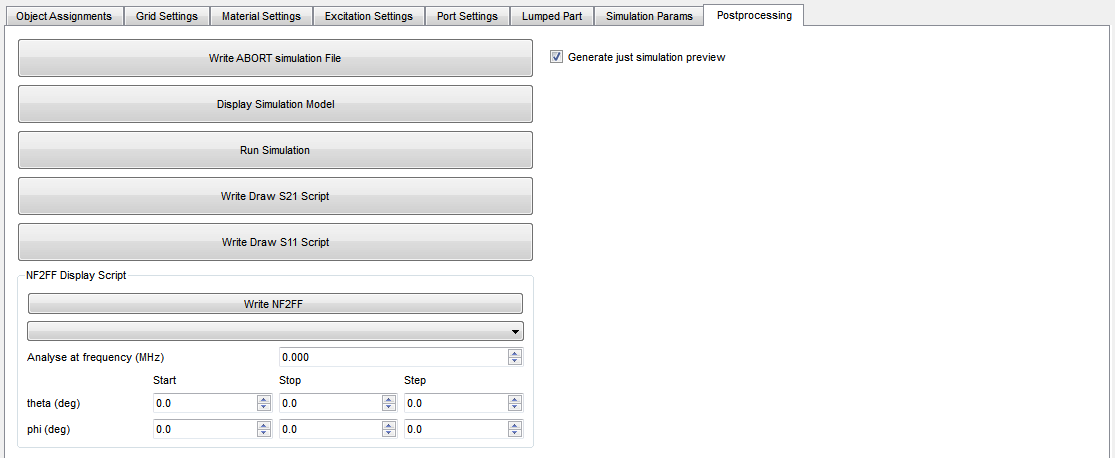 Object Assignments Grid Settings Material Settings Excitation Settings Port Settings Lumped Part Simulation Params Postprocessing
Write ABORT simulation File
Generate just simulation preview
Display Simulation Model
Run Simulation
Write Draw S21 Script
Write Draw S11 Script
NF2FF Display Script
Write NF2FF
Analyse at frequency (MHz) 0.000
Start Stop Step
theta (deg) 0.0 0.0 0.0
phi (deg) 0.0 0.0 0.0